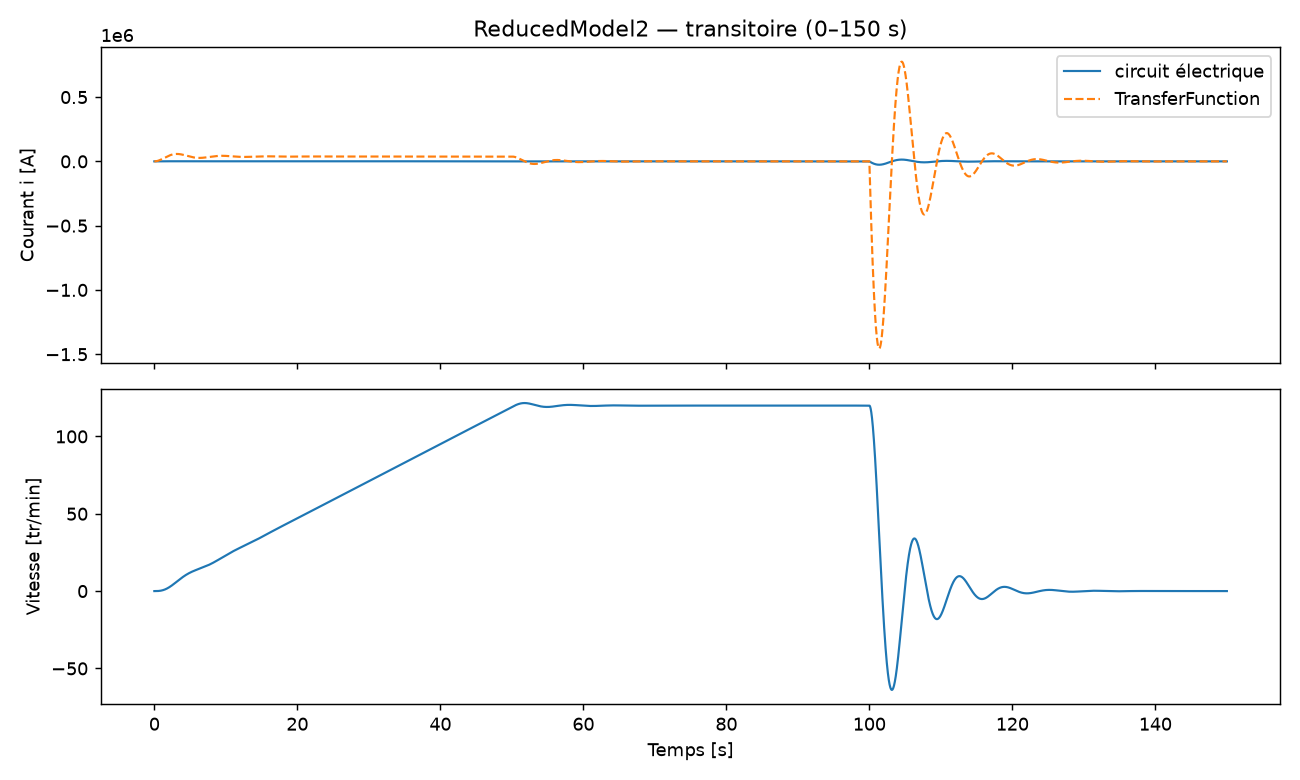 ReducedModel2 — transitoire (0–150 s)
1e6
circuit électrique
TransferFunction
0.5
0.0
−0.5
−1.0
−1.5
Courant i [A]
100
50
0
−50
Vitesse [tr/min]
0 20 40 60 80 100 120 140
Temps [s]